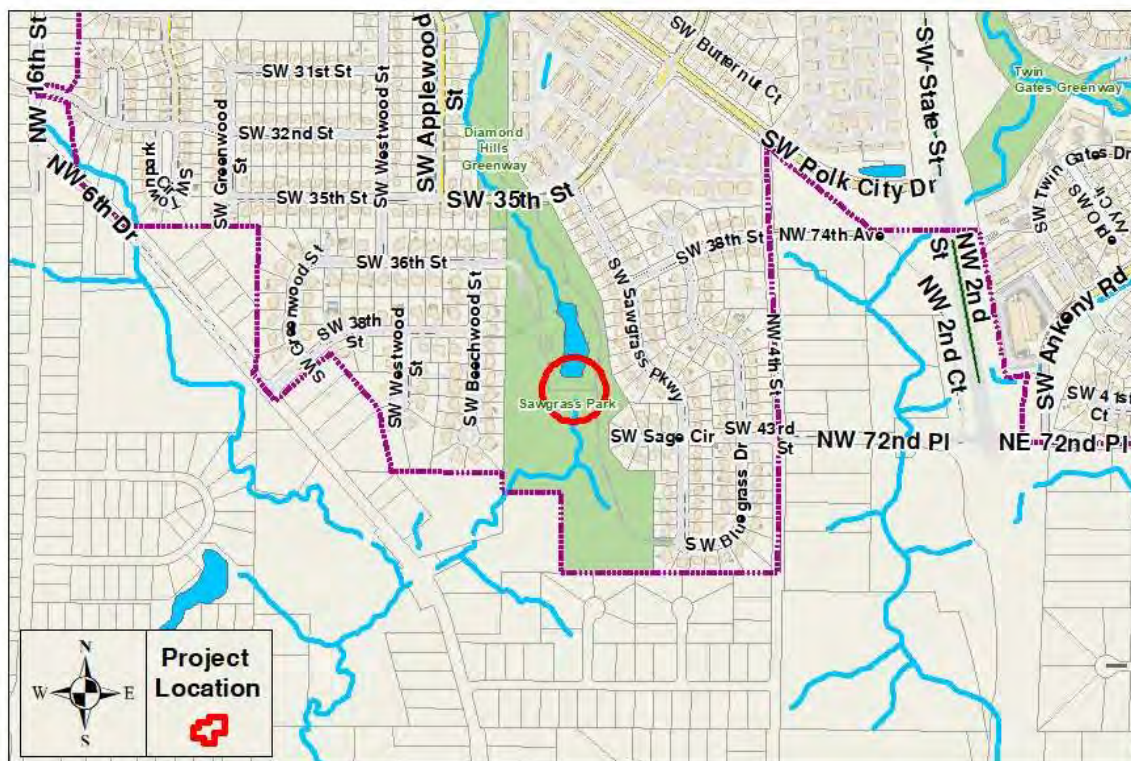 NW 16th St
SW 31st St
SW 32nd St
SW 35th St
SW Greenwood
St
SW Westwood St
SW Applewood
St
SW
Townpark
Cir
NW 6th Dr
Diamond
Hills
Greenway
SW 35th St
SW Butternut Ct
SW State St
Twin
Gates Greenway
SW Polk City Dr
SW Twin Gates Dr
SW Ankeny Rd
SW 36th St
SW Greenwood St
SW 38th
St
SW Westwood
St
SW Beechwood St
SW Sawgrass Pkwy
SW 38th St
NW 74th Ave
NW 4th St
NW 2nd
St
NW 2nd Ct
Sawgrass Park
SW Sage Cir
SW 43rd
St
SW Bluegrass Dr
NW 72nd Pl
NE 72nd Pl
SW 41st
Ct
N
W
E
S
Project
Location